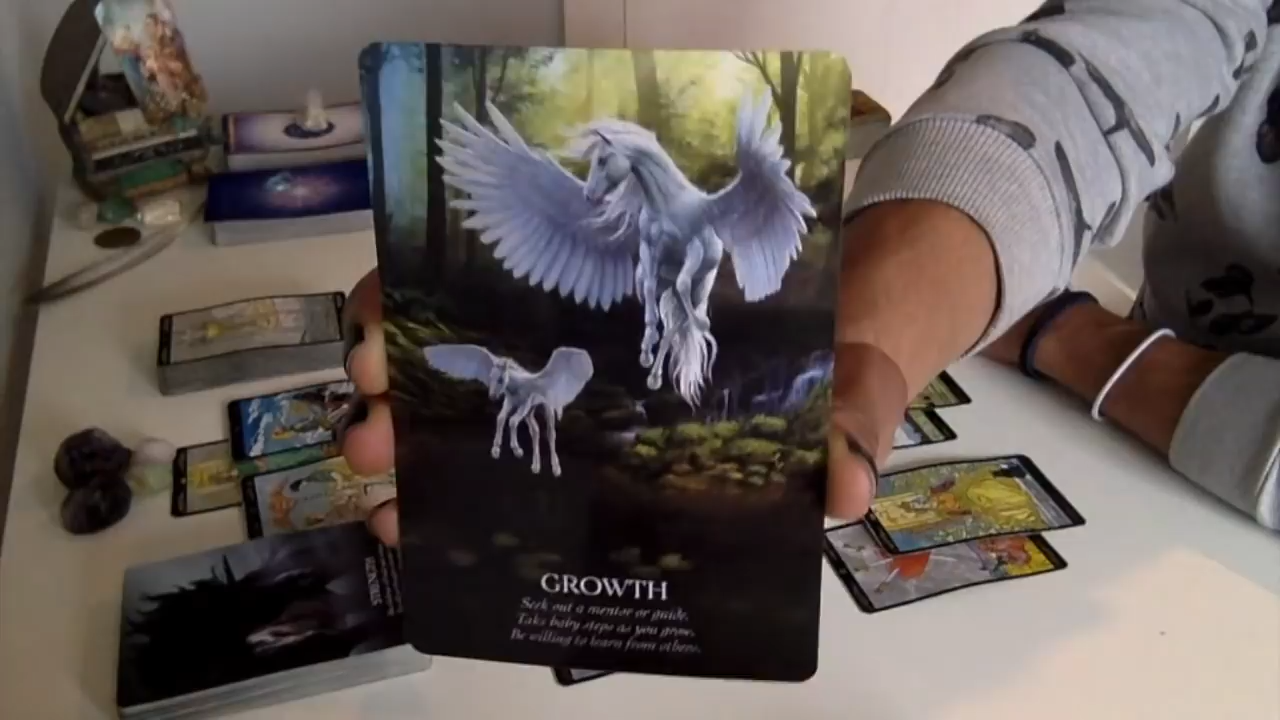 GROWTH
Seek out a mentor or guide.
Take baby steps as you grow.
Be willing to learn from others.